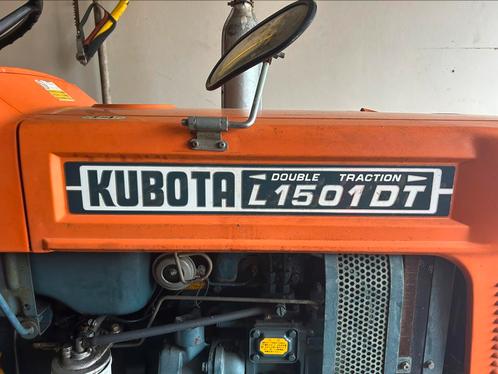 KUBOTA
DOUBLE TRACTION
L1501DT